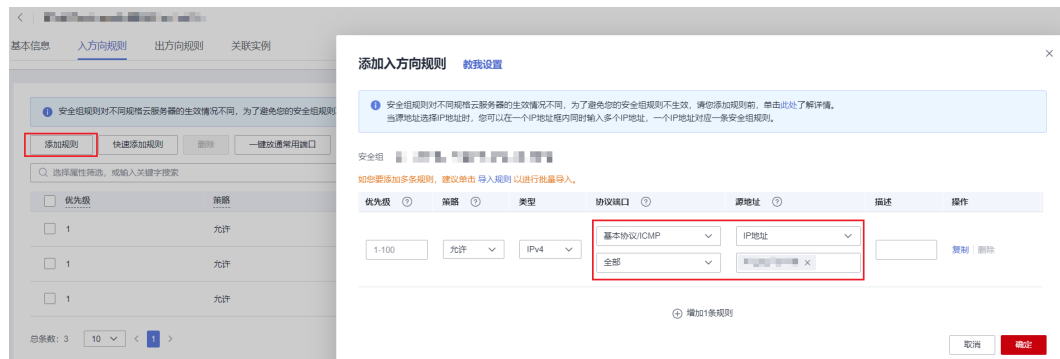 基本信息 入方向规则 出方向规则 关联实例
安全组规则对不同规格云服务器的生效情况不同，为了避免您的安全组规则
添加规则 快速添加规则 删除 一键放通常用端口
选择属性筛选，或输入关键字搜索
优先级 策略
1 允许
1 允许
1 允许
总条数：3 10 1
添加入方向规则 教我设置
安全组规则对不同规格云服务器的生效情况不同，为了避免您的安全组规则不生效，请您添加规则前，单击此处了解详情。
当源地址选择IP地址时，您可以在一个IP地址框内同时输入多个IP地址，一个IP地址对应一条安全组规则。
安全组
如您要添加多条规则，建议单击 导入规则 以进行批量导入。
优先级 策略 类型 协议端口 源地址 描述 操作
1-100 允许 IPv4 基本协议/ICMP IP地址 复制 删除
全部
增加1条规则
取消 确定